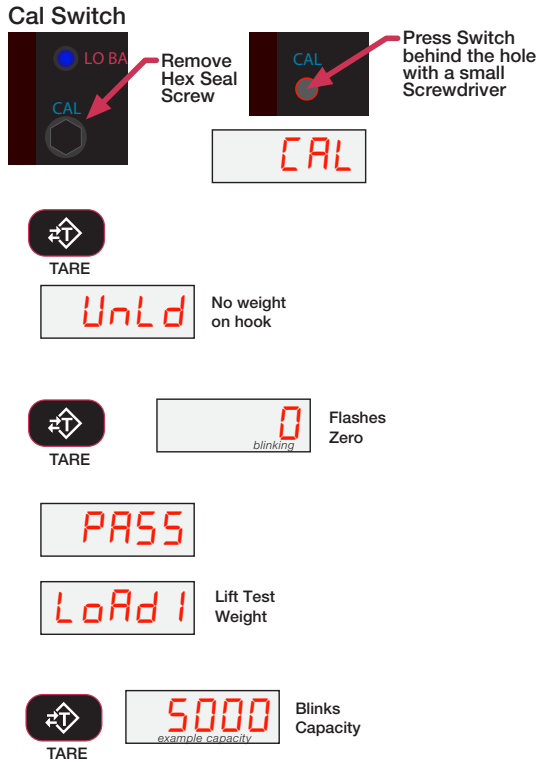 Cal Switch
LO BA
CAL
Remove
Hex Seal
Screw
CAL
Press Switch
behind the hole
with a small
Screwdriver
CAL
T
TARE
UnLd
No weight
on hook
T
TARE
0
blinking
Flashes
Zero
PASS
LoAd1
Lift Test
Weight
T
TARE
5000
example capacity
Blinks
Capacity